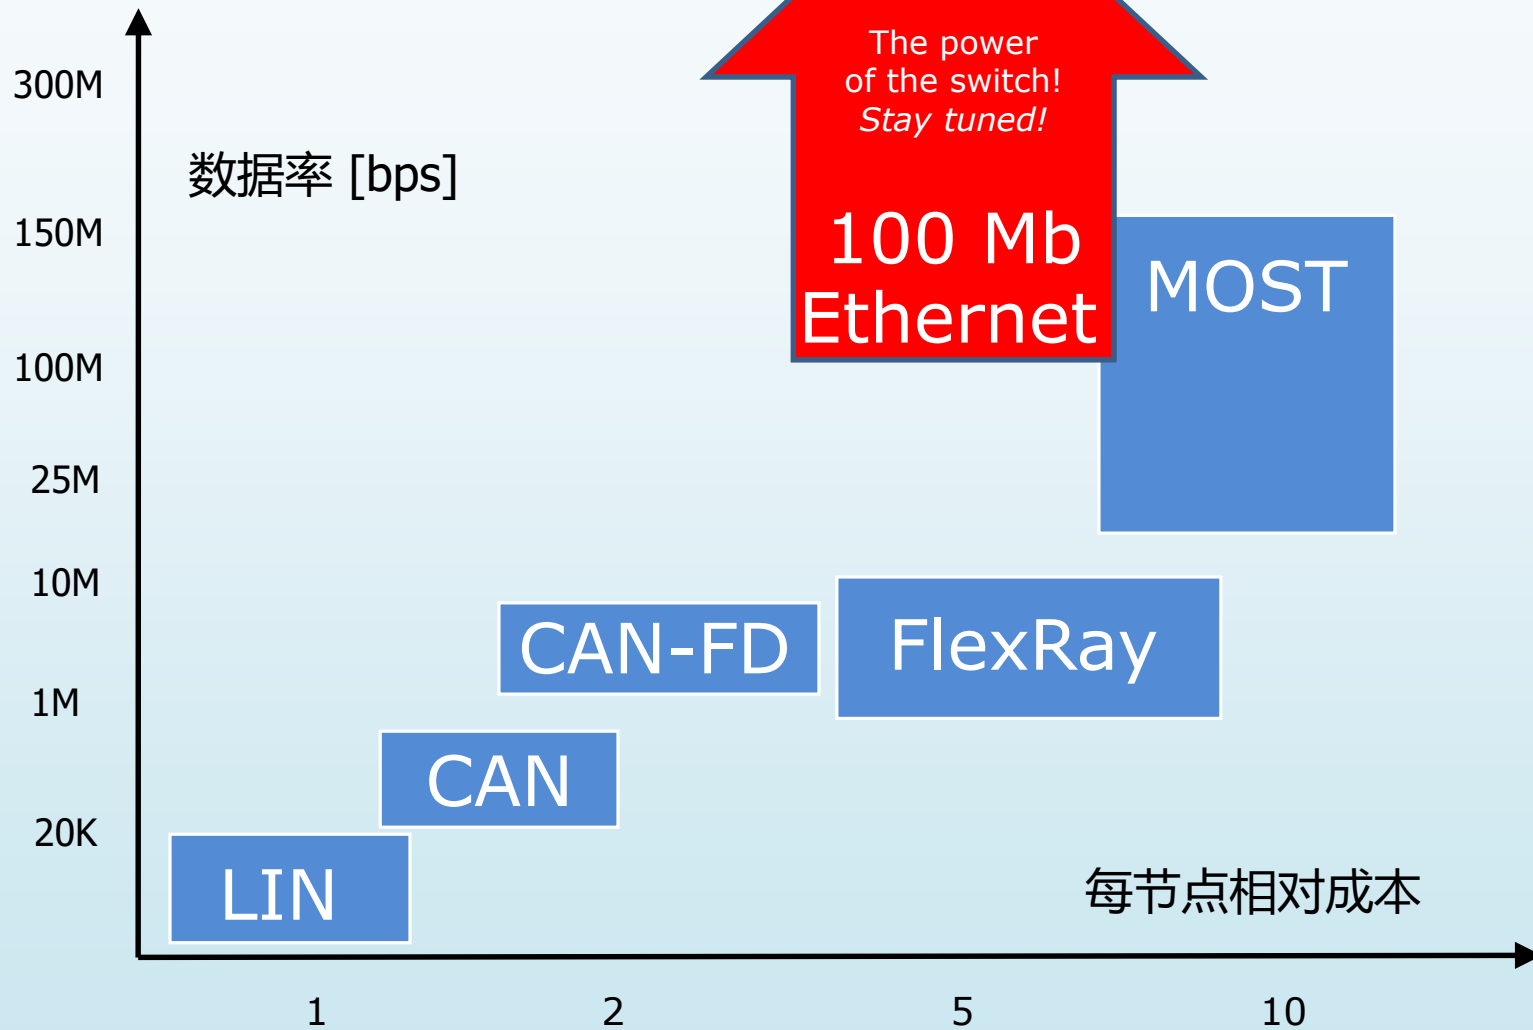 The power
of the switch!
Stay tuned!
300M
数据率 [bps]
150M
100 Mb
Ethernet
MOST
100M
25M
10M
CAN-FD
FlexRay
1M
CAN
20K
LIN
每节点相对成本
1
2
5
10